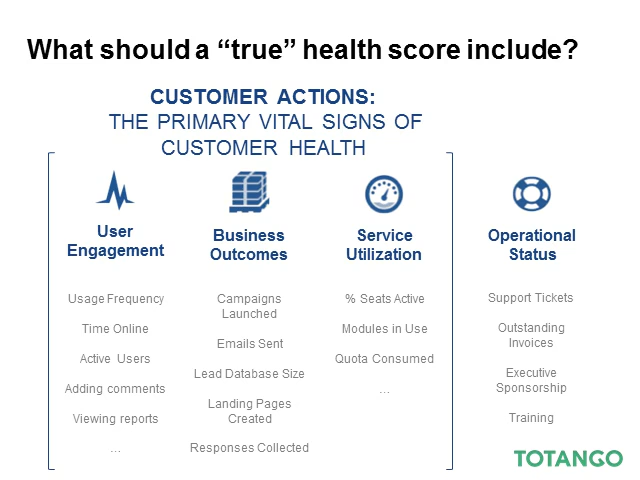 What should a “true” health score include?
CUSTOMER ACTIONS:
THE PRIMARY VITAL SIGNS OF
CUSTOMER HEALTH
User
Engagement
Usage Frequency
Time Online
Active Users
Adding comments
Viewing reports
…
Business
Outcomes
Campaigns
Launched
Emails Sent
Lead Database Size
Landing Pages
Created
Responses Collected
Service
Utilization
% Seats Active
Modules in Use
Quota Consumed
…
Operational
Status
Support Tickets
Outstanding
Invoices
Executive
Sponsorship
Training
TOTANGO